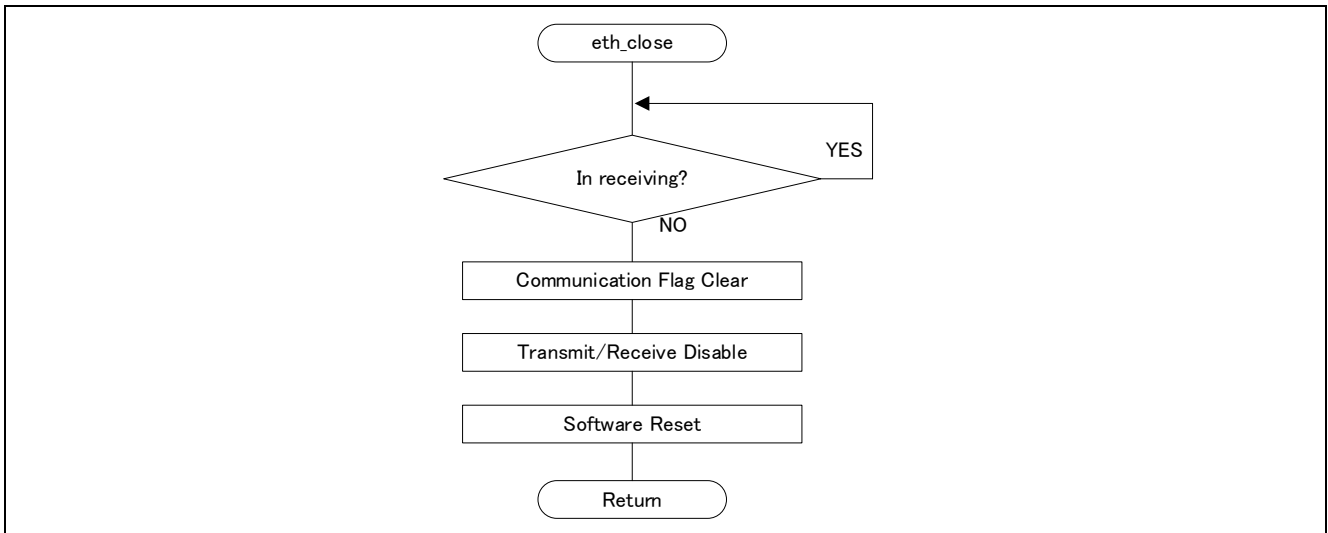 eth_close
YES
In receiving?
NO
Communication Flag Clear
Transmit/Receive Disable
Software Reset
Return